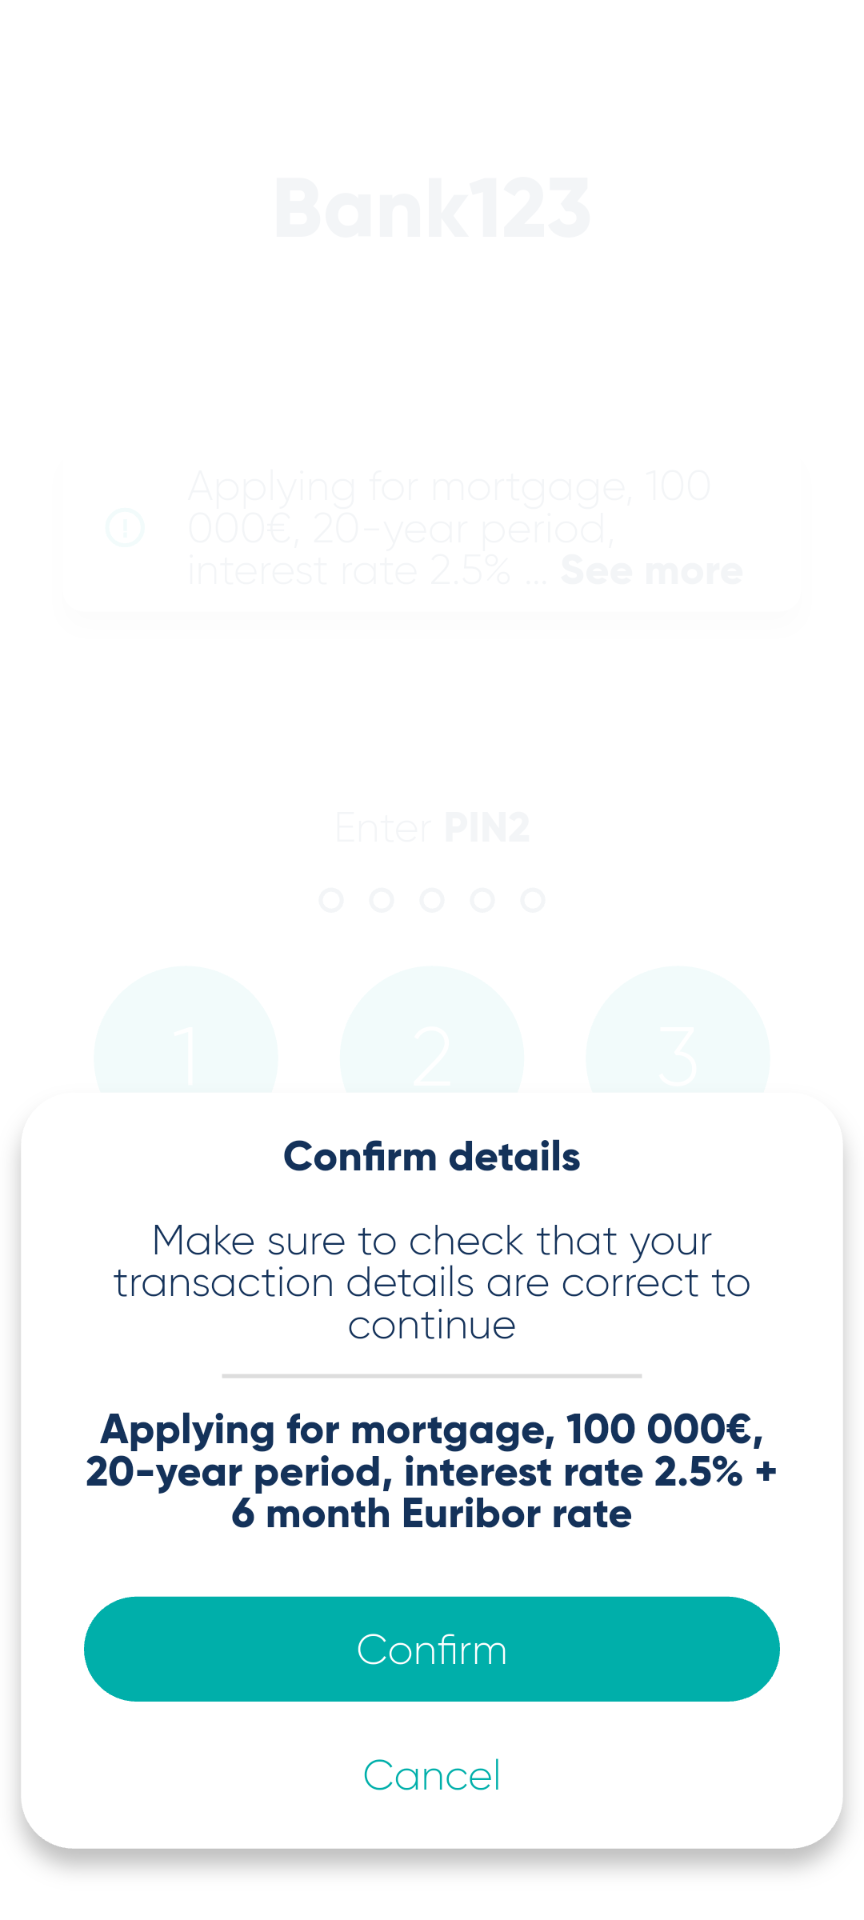 Bank123
Applying for mortgage, 100
000€, 20-year period,
interest rate 2.5% ... See more
Enter PIN2
1 2 3
Confirm details
Make sure to check that your
transaction details are correct to
continue
Applying for mortgage, 100 000€,
20-year period, interest rate 2.5% +
6 month Euribor rate
Confirm
Cancel